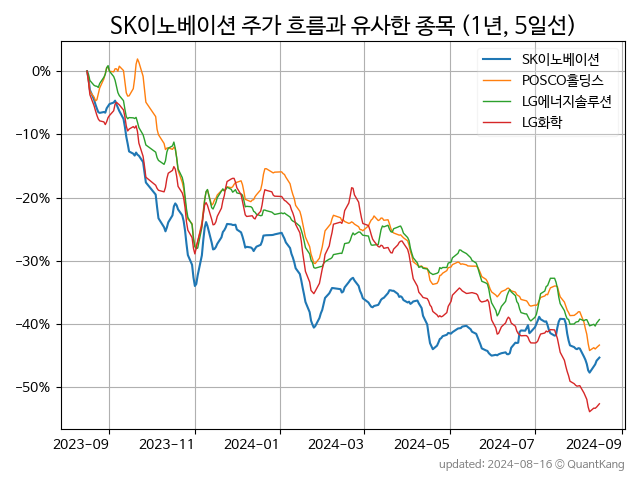 SK이노베이션 주가 흐름과 유사한 종목 (1년, 5일선)
SK이노베이션
POSCO홀딩스
LG에너지솔루션
LG화학
0%
−10%
−20%
−30%
−40%
−50%
2023-09 2023-11 2024-01 2024-03 2024-05 2024-07 2024-09
updated: 2024-08-16 © QuantKang